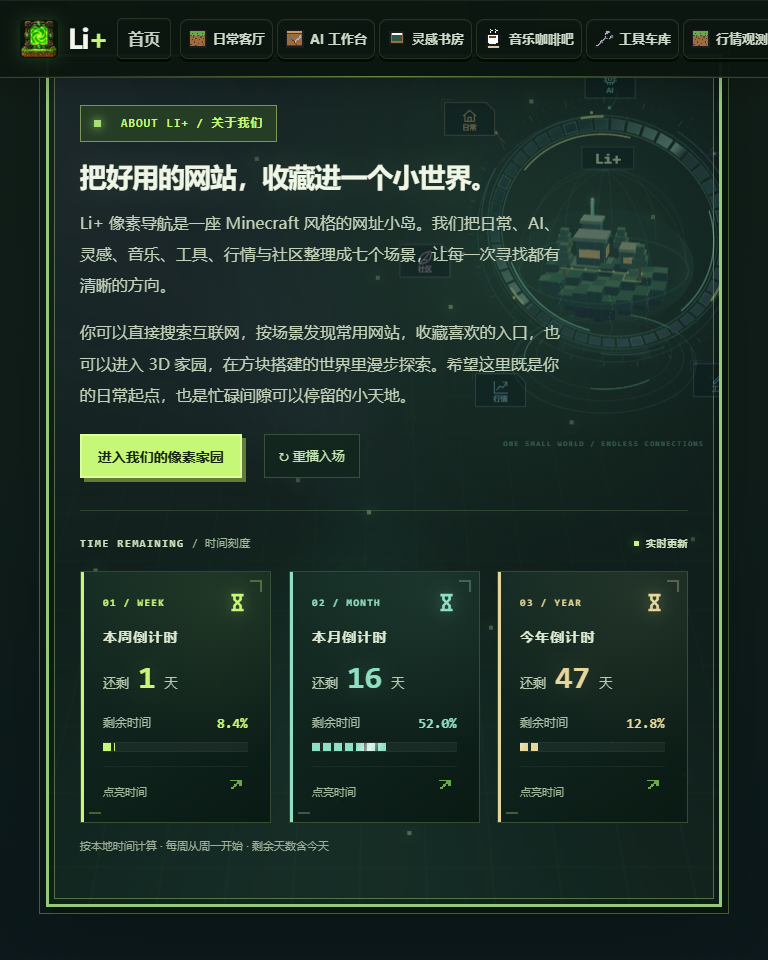 Li+ 首页 日常客厅 AI 工作台 灵感书房 音乐咖啡吧 工具车库 行情观测
ABOUT LI+ / 关于我们
AI
日常
Li+
把好用的网站，收藏进一个小世界。
Li+ 像素导航是一座 Minecraft 风格的网址小岛。我们把日常、AI、
灵感、音乐、工具、行情与社区整理成七个场景，让每一次寻找都有
清晰的方向。
社区
你可以直接搜索互联网，按场景发现常用网站，收藏喜欢的入口，也
可以进入 3D 家园，在方块搭建的世界里漫步探索。希望这里既是你
的日常起点，也是忙碌间隙可以停留的小天地。
行情
ONE SMALL WORLD / ENDLESS CONNECTIONS
进入我们的像素家园 ↻ 重播入场
TIME REMAINING / 时间刻度 实时更新
01 / WEEK
本周倒计时
还剩 1 天
剩余时间 8.4%
点亮时间
02 / MONTH
本月倒计时
还剩 16 天
剩余时间 52.0%
点亮时间
03 / YEAR
今年倒计时
还剩 47 天
剩余时间 12.8%
点亮时间
按本地时间计算 · 每周从周一开始 · 剩余天数含今天